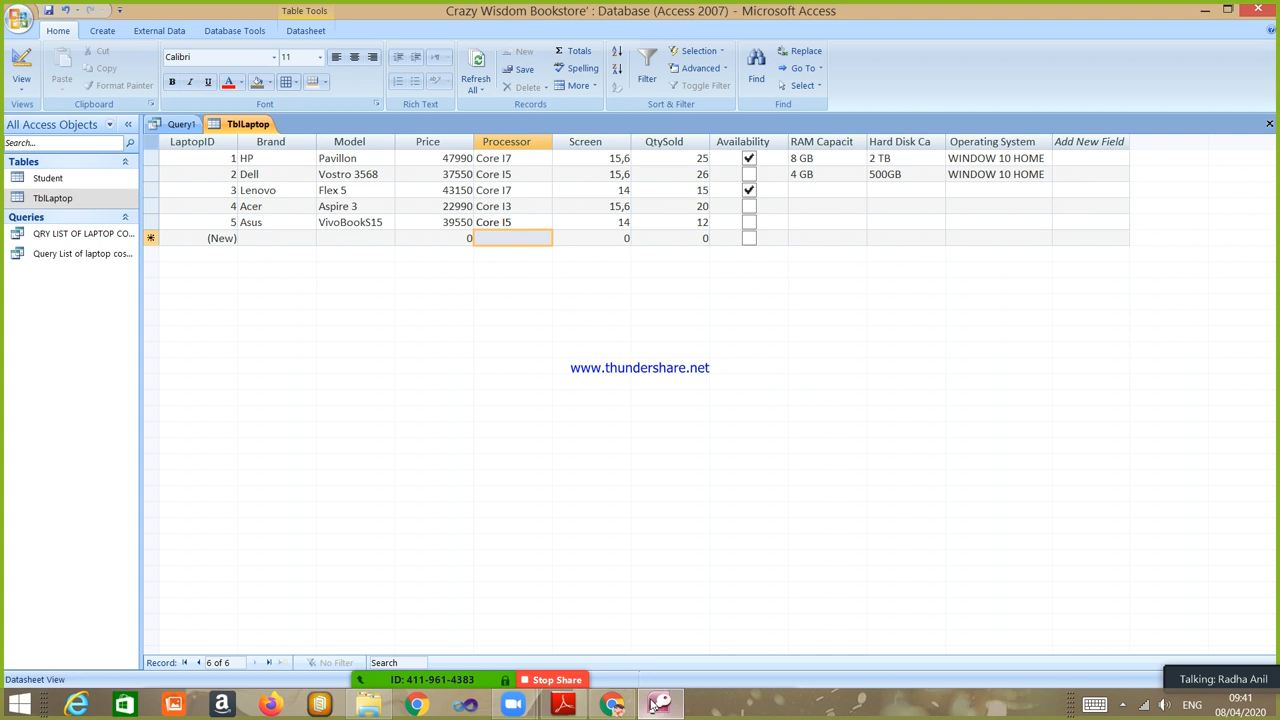 Table Tools
Crazy Wisdom Bookstore' : Database (Access 2007) - Microsoft Access
Home Create External Data Database Tools Datasheet
View
Views
Paste
Cut
Copy
Format Painter
Clipboard
Calibri 11
B I U A
Font
Rich Text
Refresh All
New
Save
Delete
Totals
Spelling
More
Records
Filter
Selection
Advanced
Toggle Filter
Sort & Filter
Find
Replace
Go To
Select
Find
All Access Objects
Search...
Tables
Student
TblLaptop
Queries
QRY LIST OF LAPTOP CO...
Query List of laptop cos...
Query1 TblLaptop
LaptopID Brand Model Price Processor Screen QtySold Availability RAM Capacit Hard Disk Ca Operating System Add New Field
1 HP Pavillon 47990 Core I7 15,6 25 8 GB 2 TB WINDOW 10 HOME
2 Dell Vostro 3568 37550 Core I5 15,6 26 4 GB 500GB WINDOW 10 HOME
3 Lenovo Flex 5 43150 Core I7 14 15
4 Acer Aspire 3 22990 Core I3 15,6 20
5 Asus VivoBookS15 39550 Core I5 14 12
(New) 0 0 0
www.thundershare.net
Record: 6 of 6 No Filter Search
Datasheet View
ID: 411-961-4383 Stop Share
Talking: Radha Anil
ENG
09:41
08/04/2020